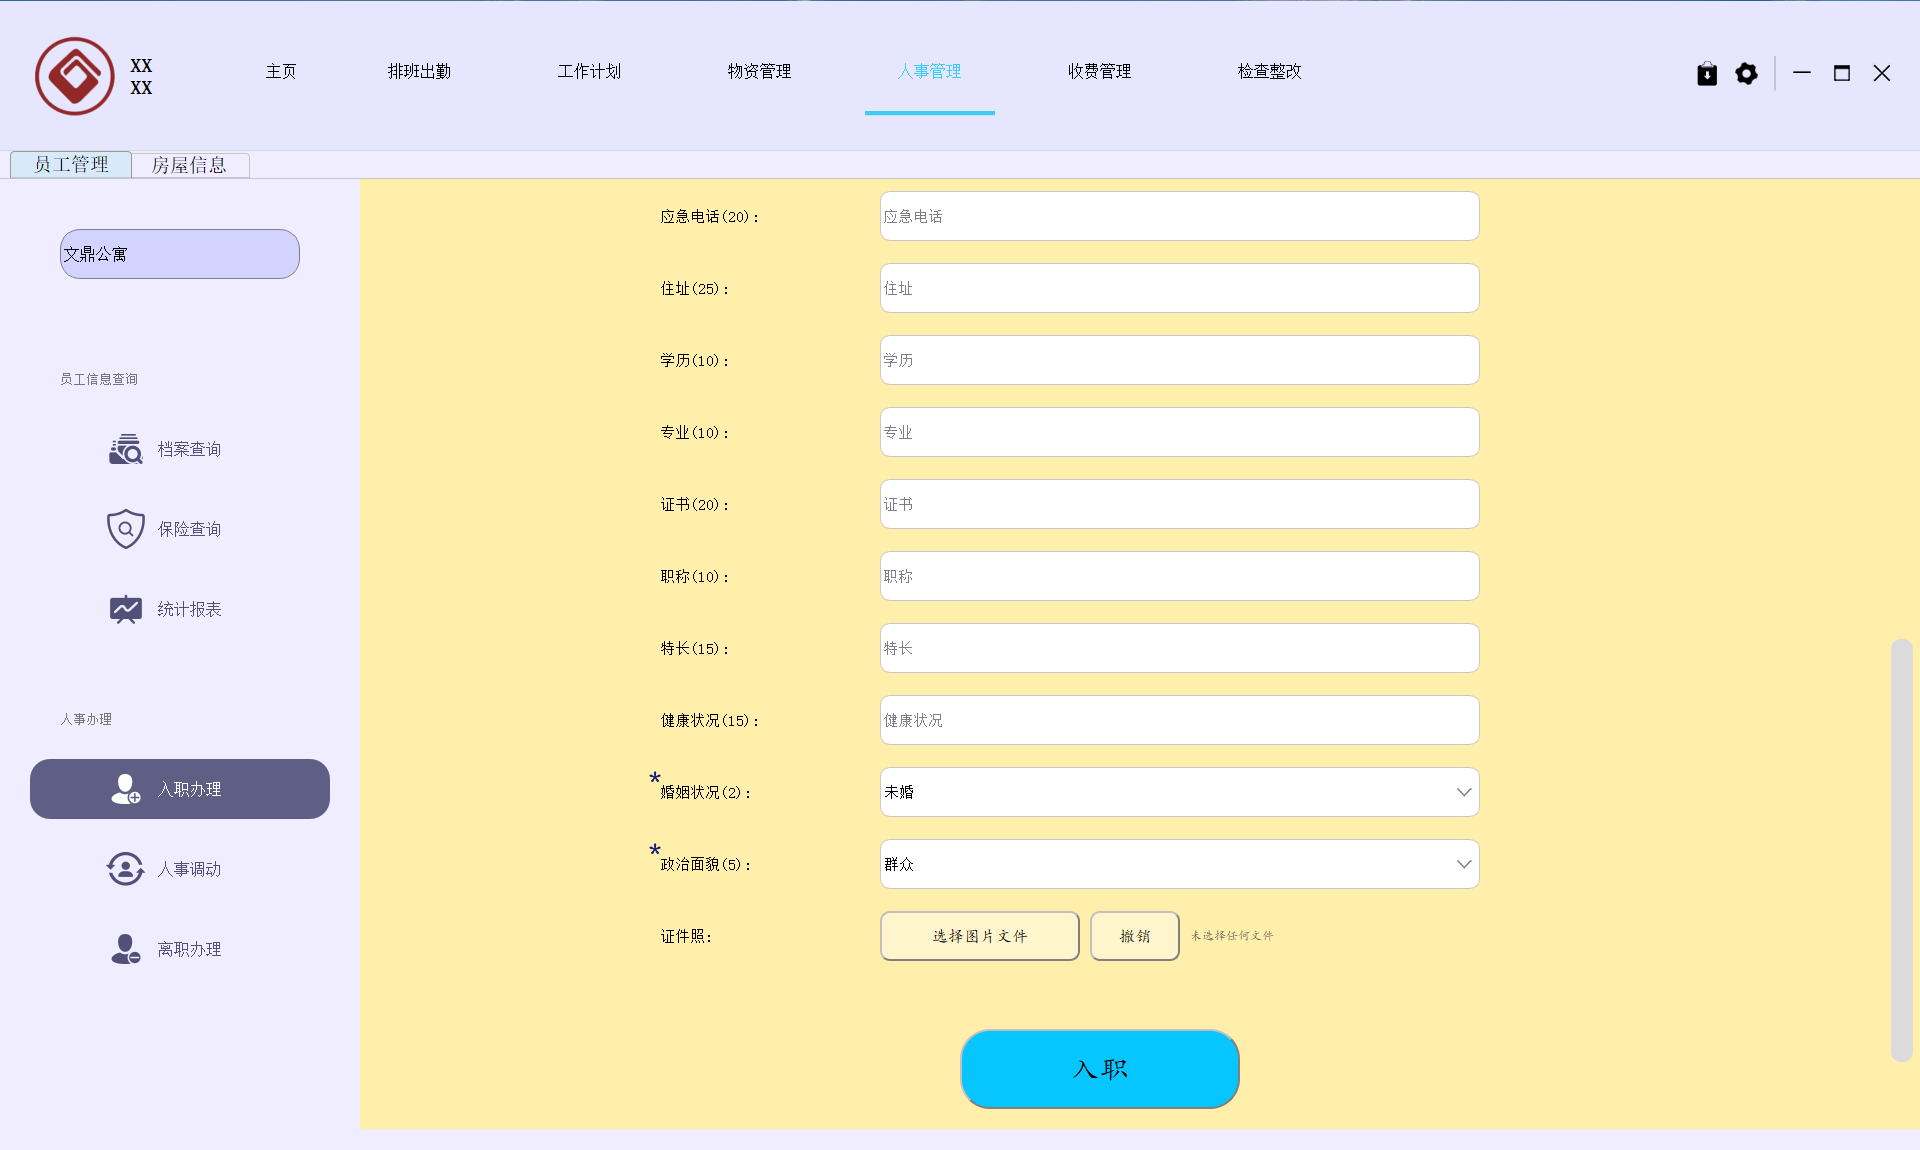 XX
XX
主页
排班出勤
工作计划
物资管理
人事管理
收费管理
检查整改
员工管理
房屋信息
文鼎公寓
员工信息查询
档案查询
保险查询
统计报表
人事办理
入职办理
人事调动
离职办理
应急电话(20)：
应急电话
住址(25)：
住址
学历(10)：
学历
专业(10)：
专业
证书(20)：
证书
职称(10)：
职称
特长(15)：
特长
健康状况(15)：
健康状况
*婚姻状况(2)：
未婚
*政治面貌(5)：
群众
证件照：
选择图片文件
撤销
未选择任何文件
入职